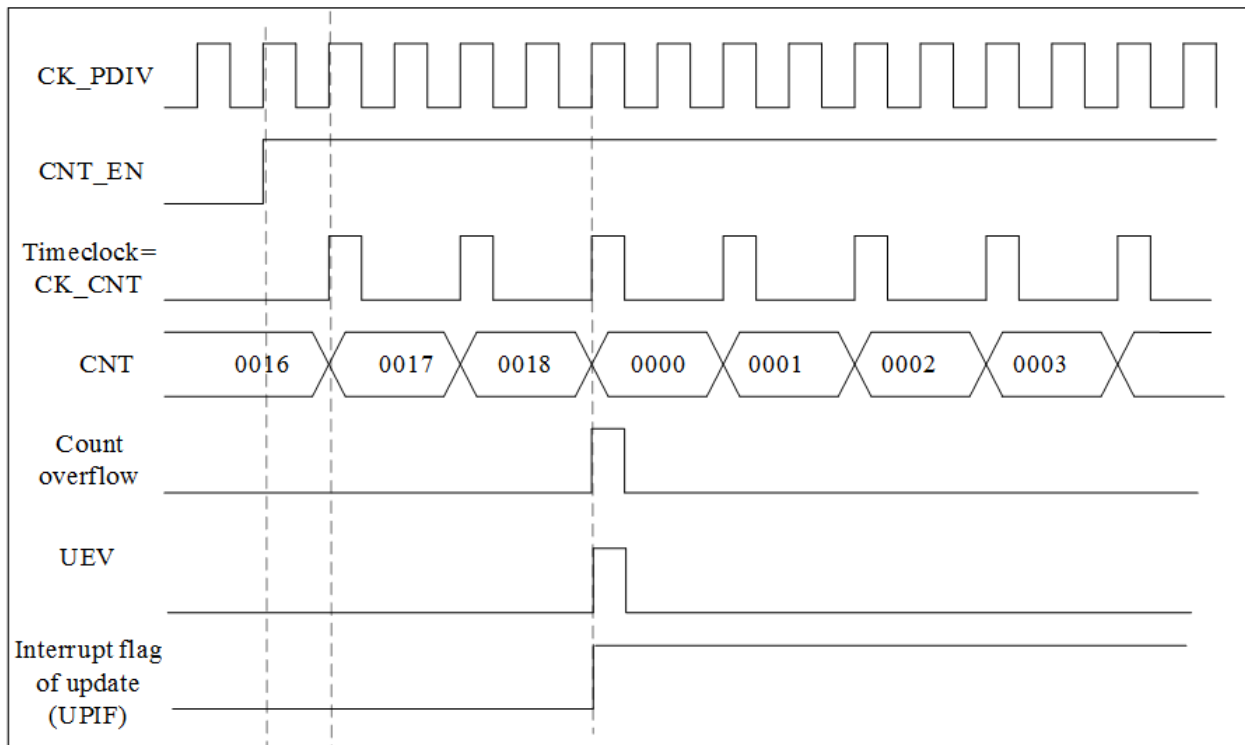 CK_PDIV
CNT_EN
Timeclock=
CK_CNT
CNT
0016
0017
0018
0000
0001
0002
0003
Count
overflow
UEV
Interrupt flag
of update
(UPIF)